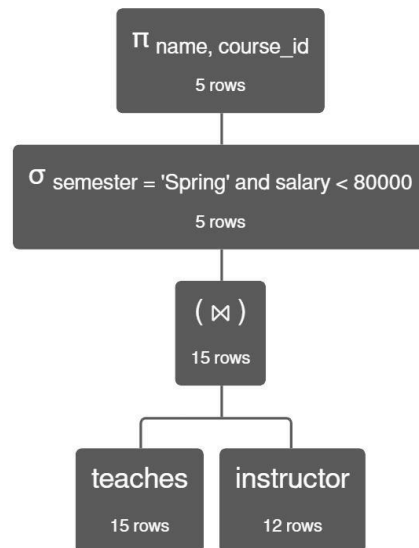 π name, course_id
5 rows
σ semester = 'Spring' and salary < 80000
5 rows
( ⋈ )
15 rows
teaches instructor
15 rows 12 rows